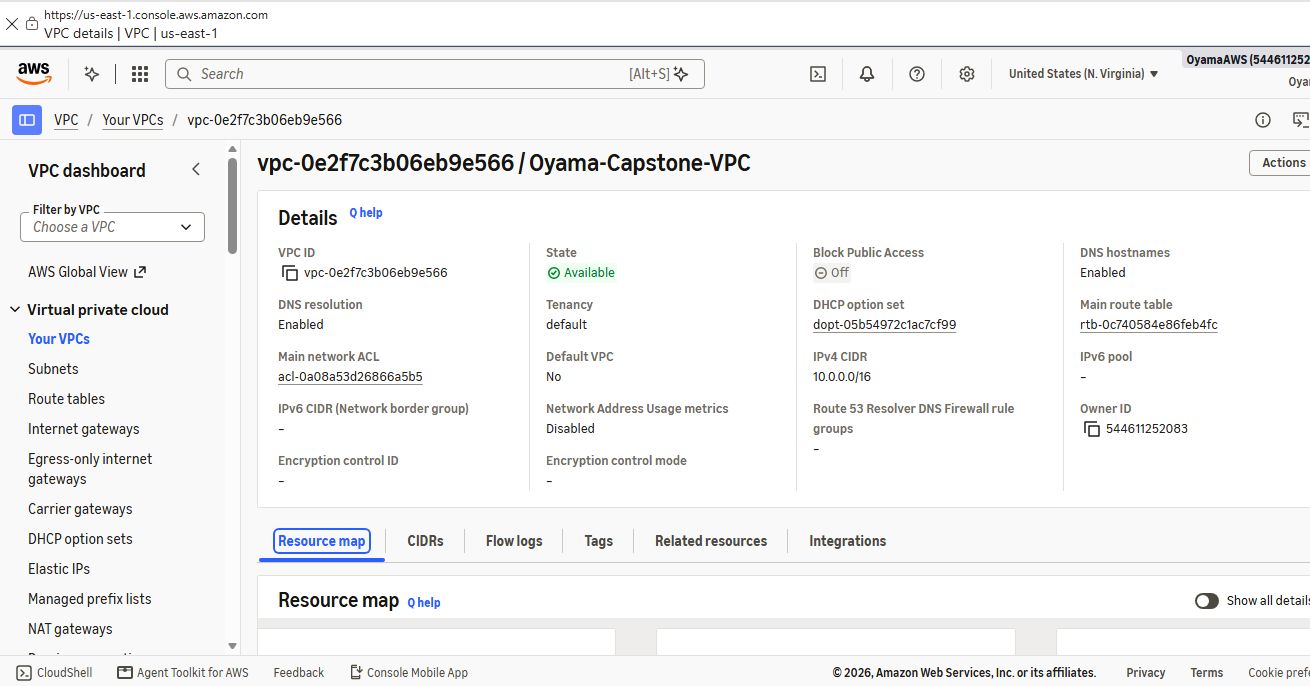 https://us-east-1.console.aws.amazon.com
VPC details | VPC | us-east-1
aws
Search
[Alt+S]
United States (N. Virginia)
OyamaAWS (544611252
Oyam
VPC / Your VPCs / vpc-0e2f7c3b06eb9e566
VPC dashboard
Filter by VPC
Choose a VPC
AWS Global View
Virtual private cloud
Your VPCs
Subnets
Route tables
Internet gateways
Egress-only internet
gateways
Carrier gateways
DHCP option sets
Elastic IPs
Managed prefix lists
NAT gateways
vpc-0e2f7c3b06eb9e566 / Oyama-Capstone-VPC
Actions
Details Q help
VPC ID
vpc-0e2f7c3b06eb9e566
State
Available
Block Public Access
Off
DNS hostnames
Enabled
DNS resolution
Enabled
Tenancy
default
DHCP option set
dopt-05b54972c1ac7cf99
Main route table
rtb-0c740584e86feb4fc
Main network ACL
acl-0a08a53d26866a5b5
Default VPC
No
IPv4 CIDR
10.0.0.0/16
IPv6 pool
–
IPv6 CIDR (Network border group)
–
Network Address Usage metrics
Disabled
Route 53 Resolver DNS Firewall rule
groups
–
Owner ID
544611252083
Encryption control ID
–
Encryption control mode
–
Resource map
CIDRs
Flow logs
Tags
Related resources
Integrations
Resource map Q help
Show all details
CloudShell
Agent Toolkit for AWS
Feedback
Console Mobile App
© 2026, Amazon Web Services, Inc. or its affiliates.
Privacy
Terms
Cookie prefe